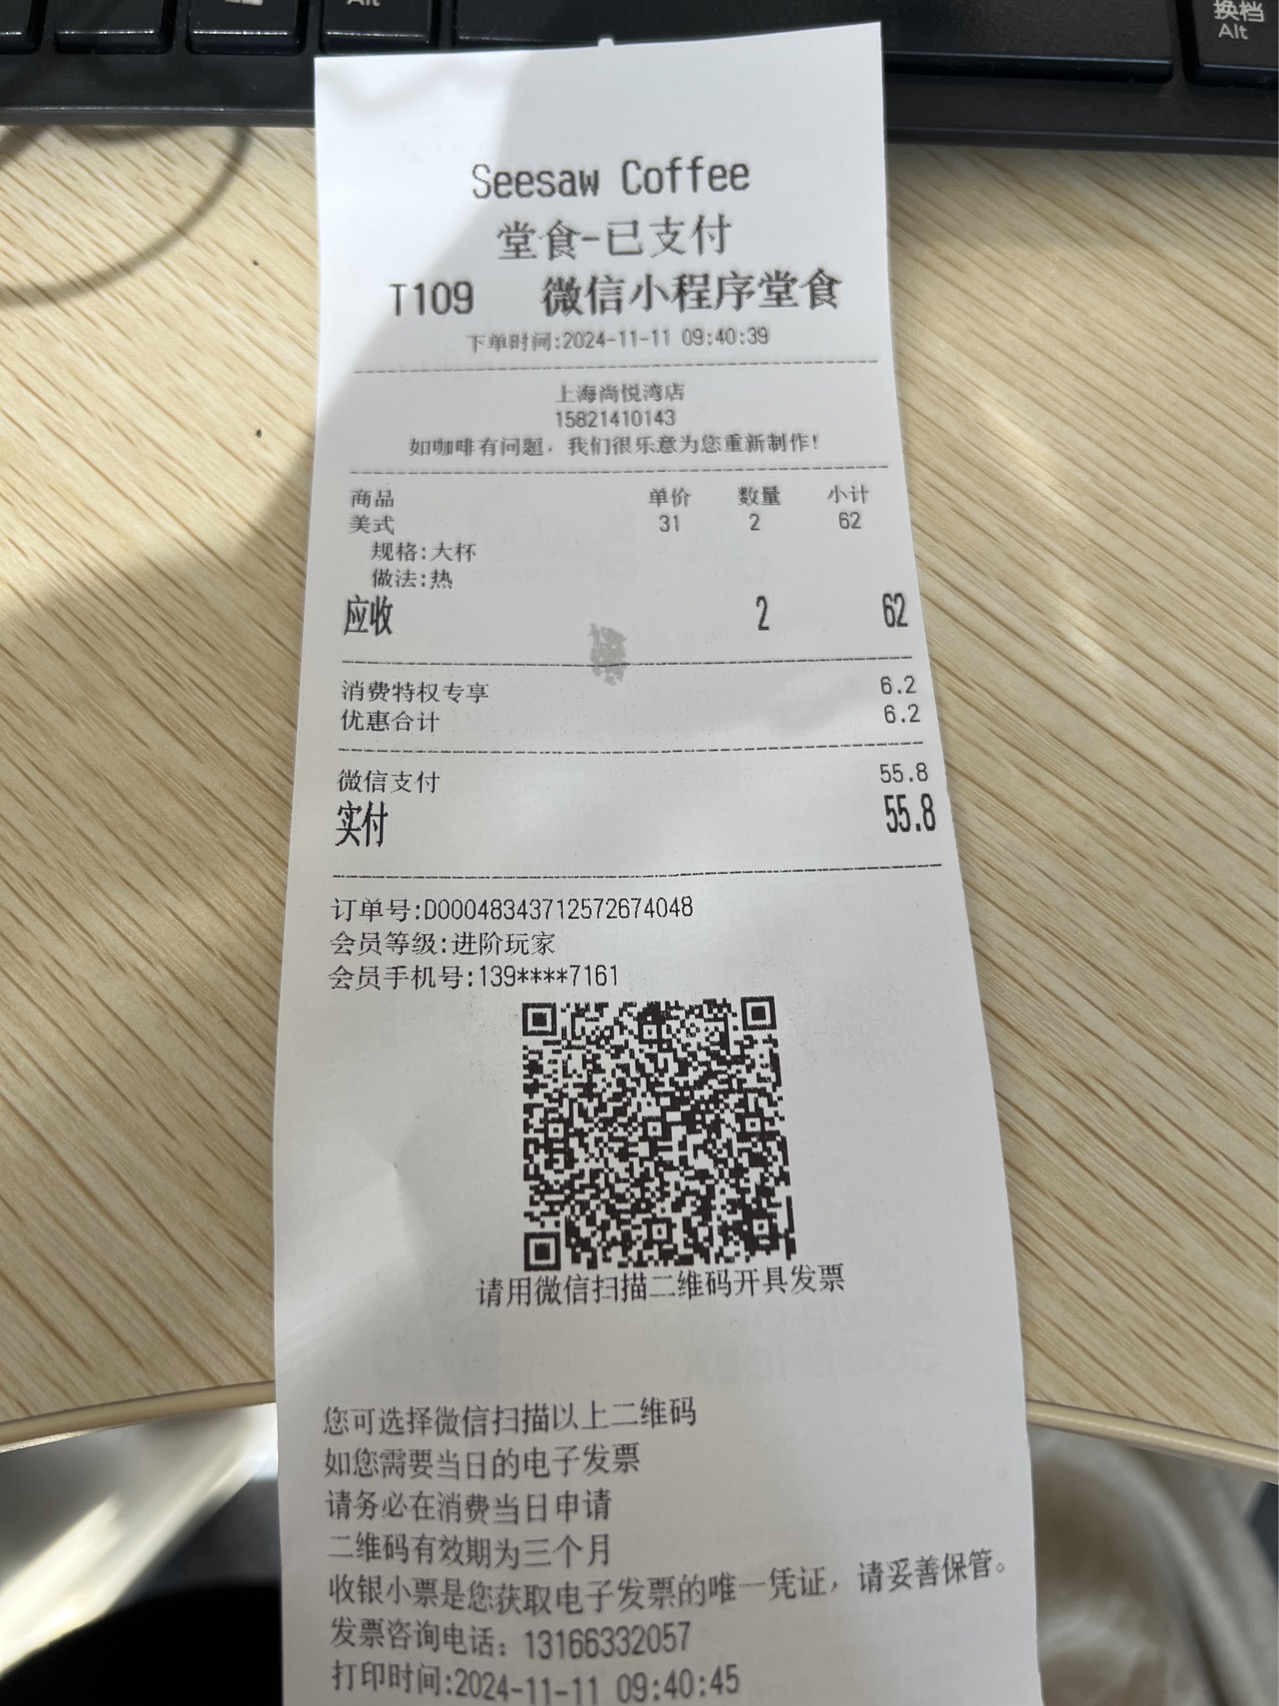 Alt
换档
Alt
Seesaw Coffee
堂食-已支付
T109 微信小程序堂食
下单时间:2024-11-11 09:40:39
上海尚悦湾店
15821410143
如咖啡有问题，我们很乐意为您重新制作!
商品 单价 数量 小计
美式 31 2 62
规格:大杯
做法:热
应收 2 62
消费特权专享 6.2
优惠合计 6.2
微信支付 55.8
实付 55.8
订单号:D00048343712572674048
会员等级:进阶玩家
会员手机号:139****7161
请用微信扫描二维码开具发票
您可选择微信扫描以上二维码
如您需要当日的电子发票
请务必在消费当日申请
二维码有效期为三个月
收银小票是您获取电子发票的唯一凭证，请妥善保管。
发票咨询电话：13166332057
打印时间:2024-11-11 09:40:45